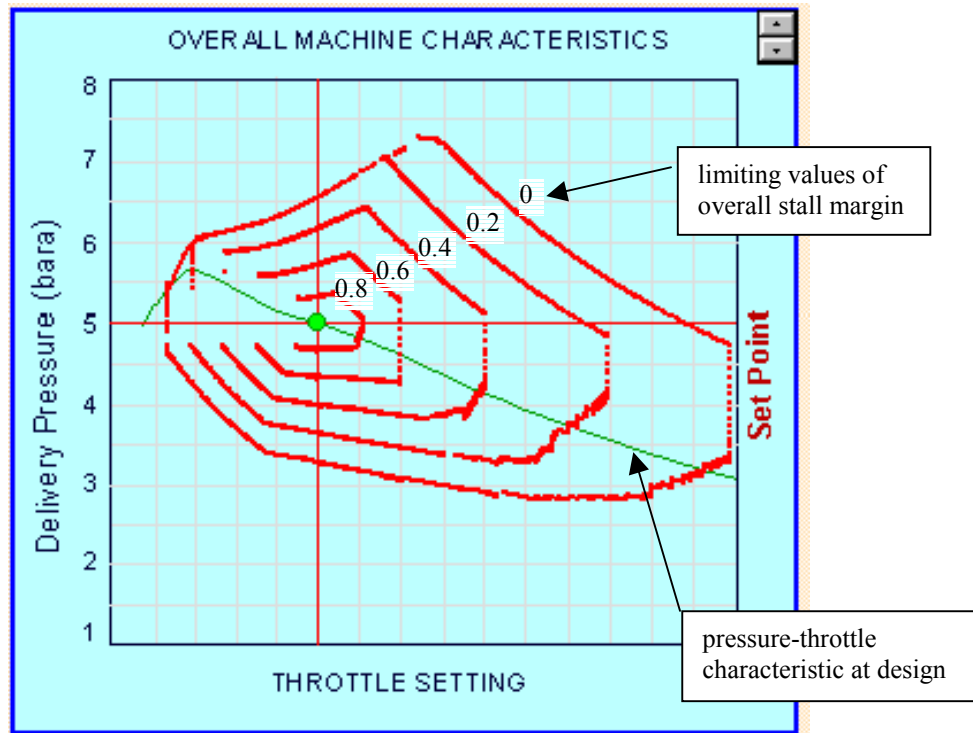 OVERALL MACHINE CHARACTERISTICS
8
7
6
5
4
3
2
1
Delivery Pressure (bara)
0
0.2
0.4
0.6
0.8
limiting values of
overall stall margin
Set Point
pressure-throttle
characteristic at design
THROTTLE SETTING